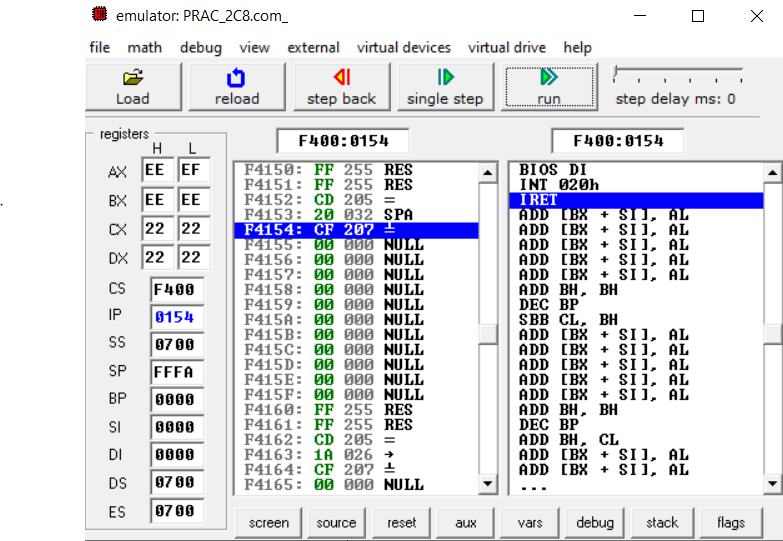 emulator: PRAC_2C8.com_
file math debug view external virtual devices virtual drive help
Load reload step back single step run step delay ms: 0
registers
H L
F400:0154 F400:0154
AX EE EF
BX EE EE
CX 22 22
DX 22 22
CS F400
IP 0154
SS 0700
SP FFFA
BP 0000
SI 0000
DI 0000
DS 0700
ES 0700
F4150: FF 255 RES
F4151: FF 255 RES
F4152: CD 205 =
F4153: 20 032 SPA
F4154: CF 207 ╧
F4155: 00 000 NULL
F4156: 00 000 NULL
F4157: 00 000 NULL
F4158: 00 000 NULL
F4159: 00 000 NULL
F415A: 00 000 NULL
F415B: 00 000 NULL
F415C: 00 000 NULL
F415D: 00 000 NULL
F415E: 00 000 NULL
F415F: 00 000 NULL
F4160: FF 255 RES
F4161: FF 255 RES
F4162: CD 205 =
F4163: 1A 026 →
F4164: CF 207 ╧
F4165: 00 000 NULL
BIOS DI
INT 020h
IRET
ADD [BX + SI], AL
ADD [BX + SI], AL
ADD [BX + SI], AL
ADD [BX + SI], AL
ADD [BX + SI], AL
ADD BH, BH
DEC BP
SBB CL, BH
ADD [BX + SI], AL
ADD [BX + SI], AL
ADD [BX + SI], AL
ADD [BX + SI], AL
ADD [BX + SI], AL
ADD BH, BH
DEC BP
ADD BH, CL
ADD [BX + SI], AL
ADD [BX + SI], AL
...
screen source reset aux vars debug stack flags